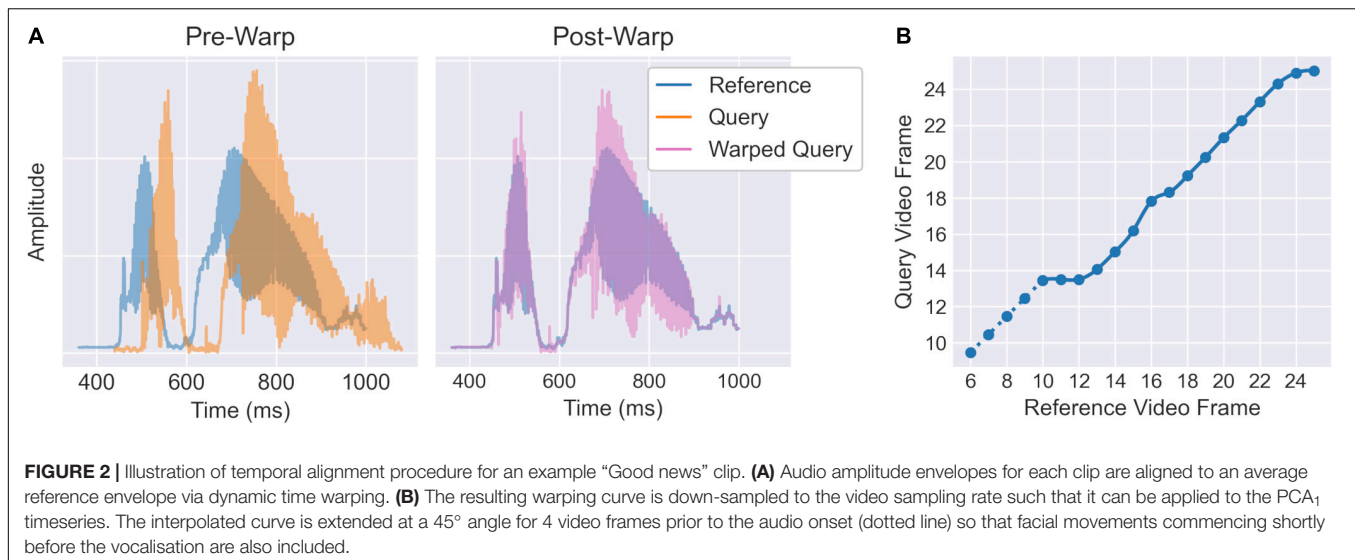 A
Pre-Warp
Post-Warp
B
Reference
Query
Warped Query
Amplitude
400 600 800 1000
Time (ms)
400 600 800 1000
Time (ms)
Query Video Frame
24
22
20
18
16
14
12
10
6 8 10 12 14 16 18 20 22 24
Reference Video Frame
FIGURE 2 | Illustration of temporal alignment procedure for an example “Good news” clip. (A) Audio amplitude envelopes for each clip are aligned to an average
reference envelope via dynamic time warping. (B) The resulting warping curve is down-sampled to the video sampling rate such that it can be applied to the PCA₁
timeseries. The interpolated curve is extended at a 45° angle for 4 video frames prior to the audio onset (dotted line) so that facial movements commencing shortly
before the vocalisation are also included.